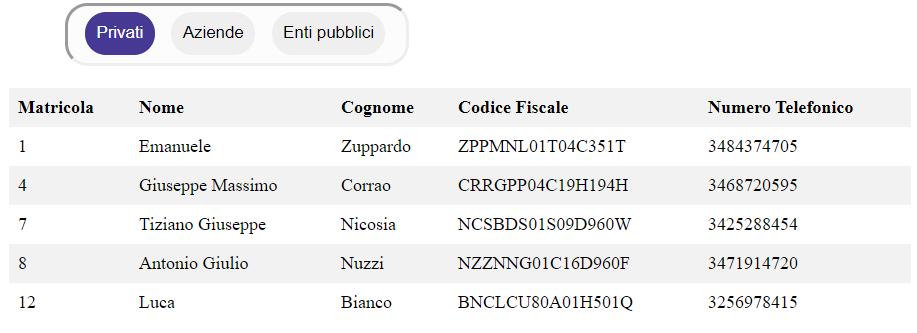 Privati Aziende Enti pubblici
Matricola Nome Cognome Codice Fiscale Numero Telefonico
1 Emanuele Zuppardo ZPPMNL01T04C351T 3484374705
4 Giuseppe Massimo Corrao CRRGPP04C19H194H 3468720595
7 Tiziano Giuseppe Nicosia NCSBDS01S09D960W 3425288454
8 Antonio Giulio Nuzzi NZZNNG01C16D960F 3471914720
12 Luca Bianco BNCLCU80A01H501Q 3256978415